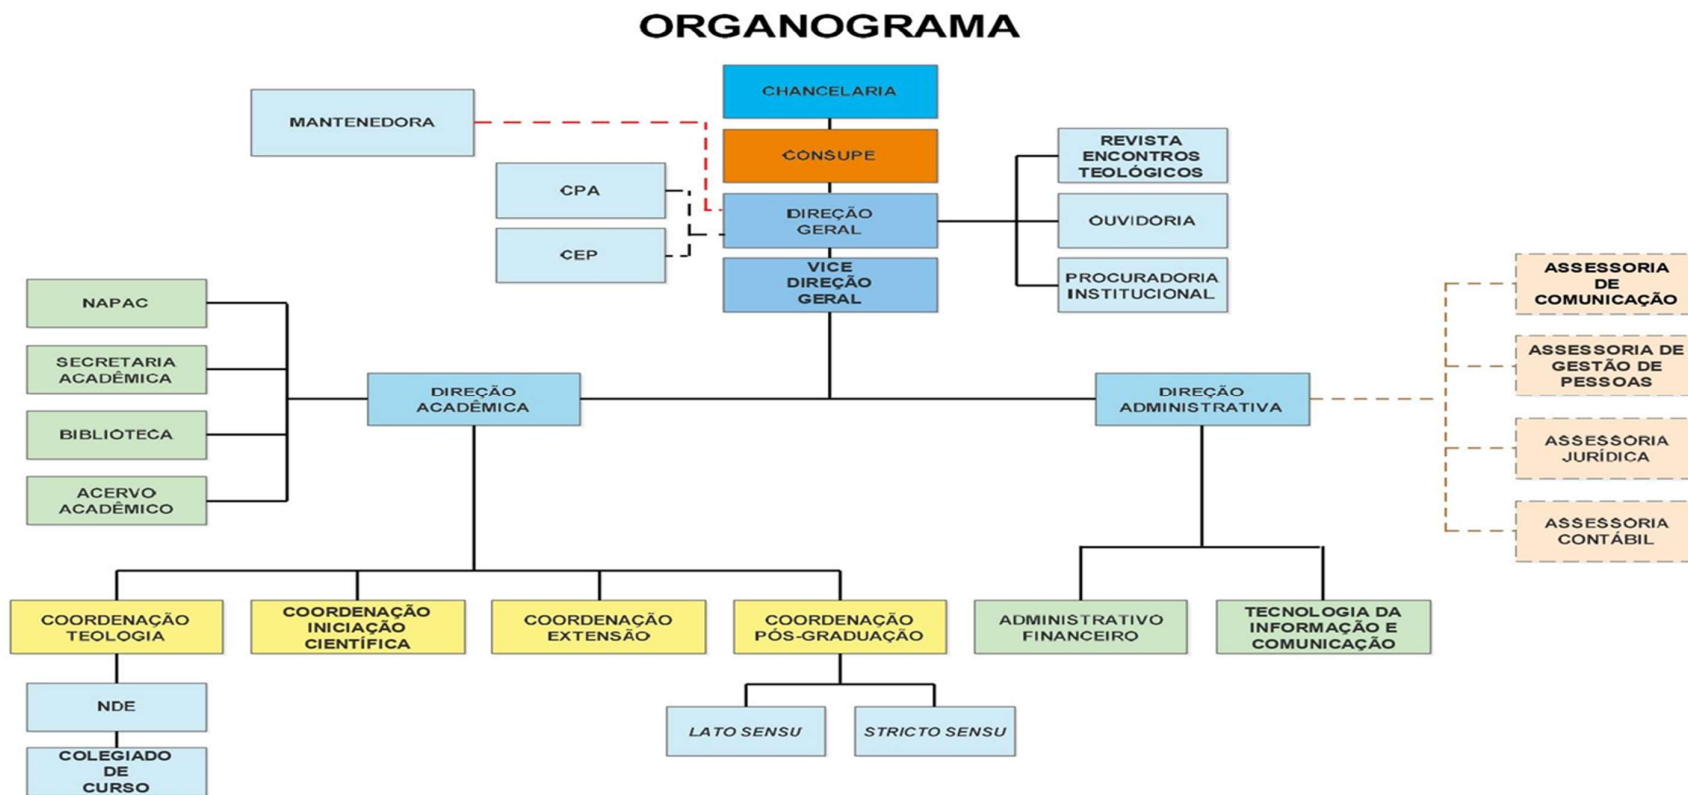 ORGANOGRAMA
CHANCELARIA
MANTENEDORA
CONSUPE
REVISTA
ENCONTROS
TEOLÓGICOS
CPA
DIREÇÃO
GERAL
OUVIDORIA
CEP
VICE
DIREÇÃO
GERAL
PROCURADORIA
INSTITUCIONAL
ASSESSORIA
DE
COMUNICAÇÃO
NAPAC
SECRETARIA
ACADÊMICA
ASSESSORIA DE
GESTÃO DE
PESSOAS
DIREÇÃO
ACADÊMICA
DIREÇÃO
ADMINISTRATIVA
BIBLIOTECA
ASSESSORIA
JURÍDICA
ACERVO
ACADÊMICO
ASSESSORIA
CONTÁBIL
COORDENAÇÃO
TEOLOGIA
COORDENAÇÃO
INICIAÇÃO
CIENTÍFICA
COORDENAÇÃO
EXTENSÃO
COORDENAÇÃO
PÓS-GRADUAÇÃO
ADMINISTRATIVO
FINANCEIRO
TECNOLOGIA DA
INFORMAÇÃO E
COMUNICAÇÃO
NDE
LATO SENSU
STRICTO SENSU
COLEGIADO
DE
CURSO